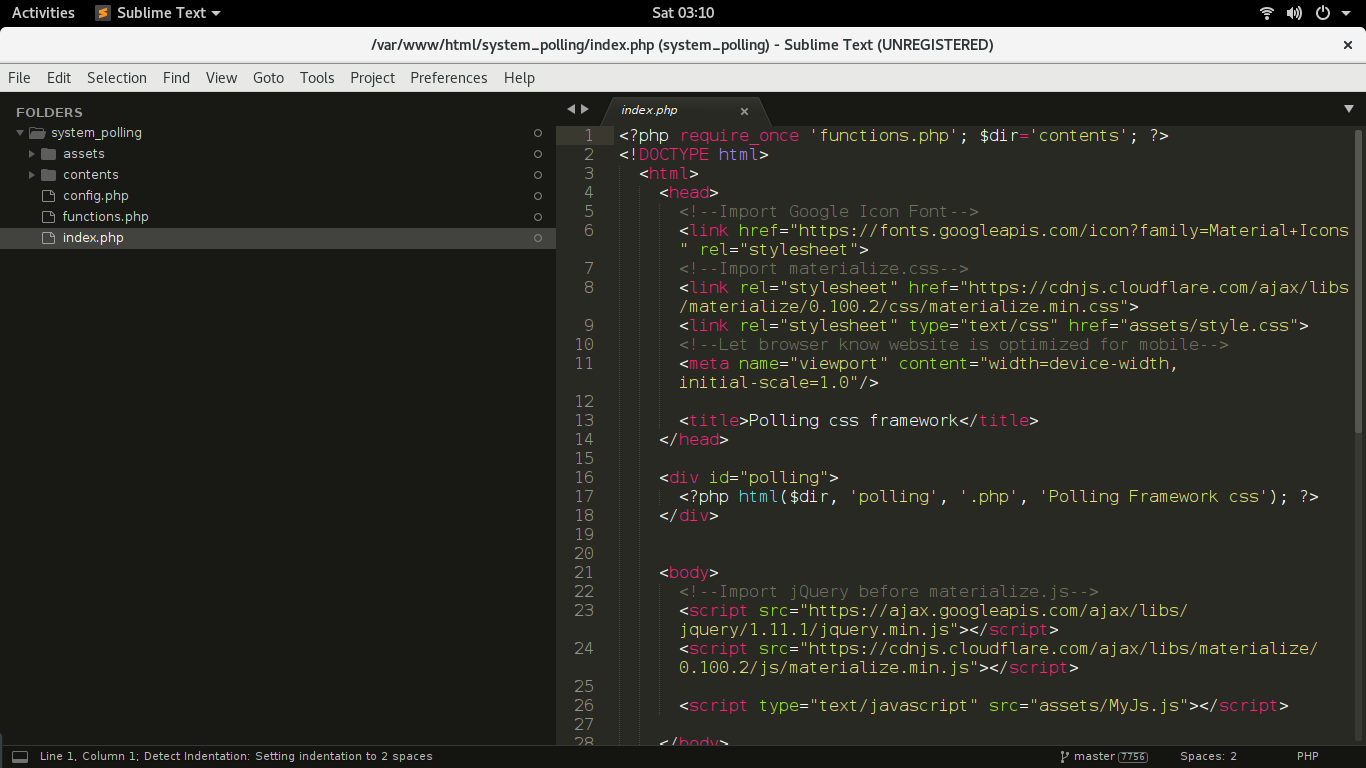 Activities Sublime Text Sat 03:10
/var/www/html/system_polling/index.php (system_polling) - Sublime Text (UNREGISTERED)
File Edit Selection Find View Goto Tools Project Preferences Help
FOLDERS
system_polling
assets
contents
config.php
functions.php
index.php
index.php
1 <?php require_once 'functions.php'; $dir='contents'; ?>
2 <!DOCTYPE html>
3 <html>
4 <head>
5 <!--Import Google Icon Font-->
6 <link href="https://fonts.googleapis.com/icon?family=Material+Icons
" rel="stylesheet">
7 <!--Import materialize.css-->
8 <link rel="stylesheet" href="https://cdnjs.cloudflare.com/ajax/libs
/materialize/0.100.2/css/materialize.min.css">
9 <link rel="stylesheet" type="text/css" href="assets/style.css">
10 <!--Let browser know website is optimized for mobile-->
11 <meta name="viewport" content="width=device-width,
initial-scale=1.0"/>
12
13 <title>Polling css framework</title>
14 </head>
15
16 <div id="polling">
17 <?php html($dir, 'polling', '.php', 'Polling Framework css'); ?>
18 </div>
19
20
21 <body>
22 <!--Import jQuery before materialize.js-->
23 <script src="https://ajax.googleapis.com/ajax/libs/
jquery/1.11.1/jquery.min.js"></script>
24 <script src="https://cdnjs.cloudflare.com/ajax/libs/materialize/
0.100.2/js/materialize.min.js"></script>
25
26 <script type="text/javascript" src="assets/MyJs.js"></script>
27
28 </body>
Line 1, Column 1; Detect Indentation: Setting indentation to 2 spaces master 7756 Spaces: 2 PHP